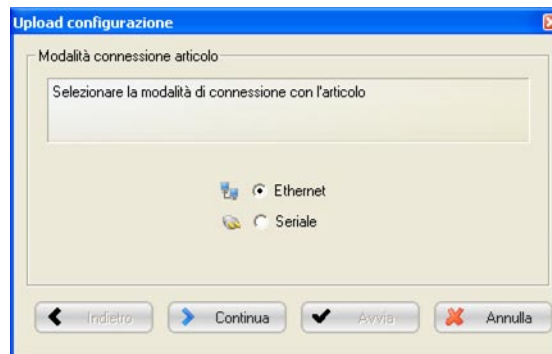 Upload configurazione
Modalità connessione articolo
Selezionare la modalità di connessione con l'articolo
Ethernet
Seriale
Indietro Continua Avvia Annulla